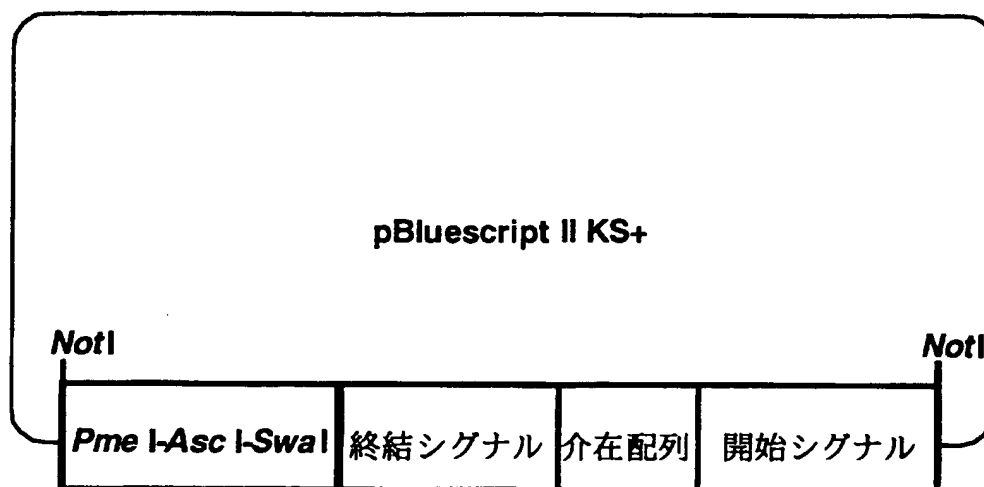 pBluescript II KS+
NotI
NotI
Pme I-Asc I-Swa I
終結シグナル
介在配列
開始シグナル